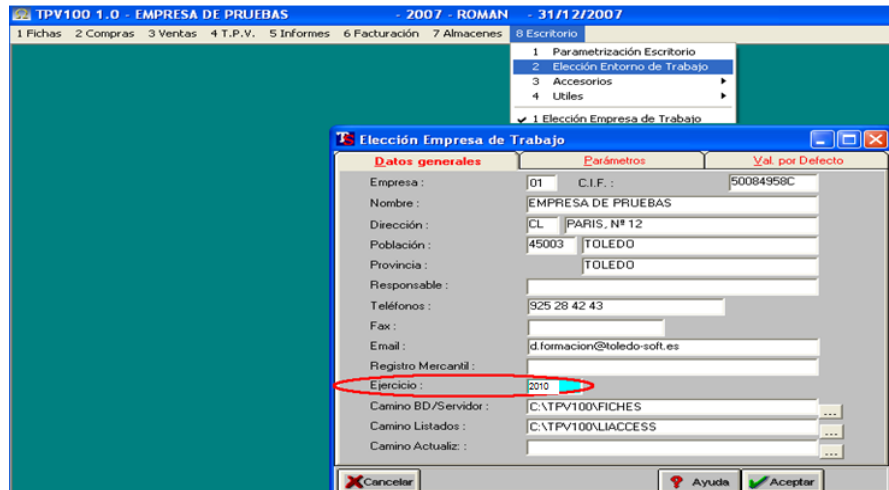 TPV100 1.0 - EMPRESA DE PRUEBAS - 2007 - ROMAN - 31/12/2007
1 Fichas 2 Compras 3 Ventas 4 T.P.V. 5 Informes 6 Facturación 7 Almacenes 8 Escritorio
1 Parametrización Escritorio
2 Elección Entorno de Trabajo
3 Accesorios
4 Utiles
1 Elección Empresa de Trabajo
Elección Empresa de Trabajo
Datos generales Parámetros Val. por Defecto
Empresa : 01 C.I.F. : 50084958C
Nombre : EMPRESA DE PRUEBAS
Dirección : CL PARIS, Nº 12
Población : 45003 TOLEDO
Provincia : TOLEDO
Responsable :
Teléfonos : 925 28 42 43
Fax :
Email : d.formacion@toledo-soft.es
Registro Mercantil :
Ejercicio : 2010
Camino BD/Servidor : C:\TPV100\FICHES ...
Camino Listados : C:\TPV100\LIACCESS ...
Camino Actualiz: : ...
Cancelar Ayuda Aceptar